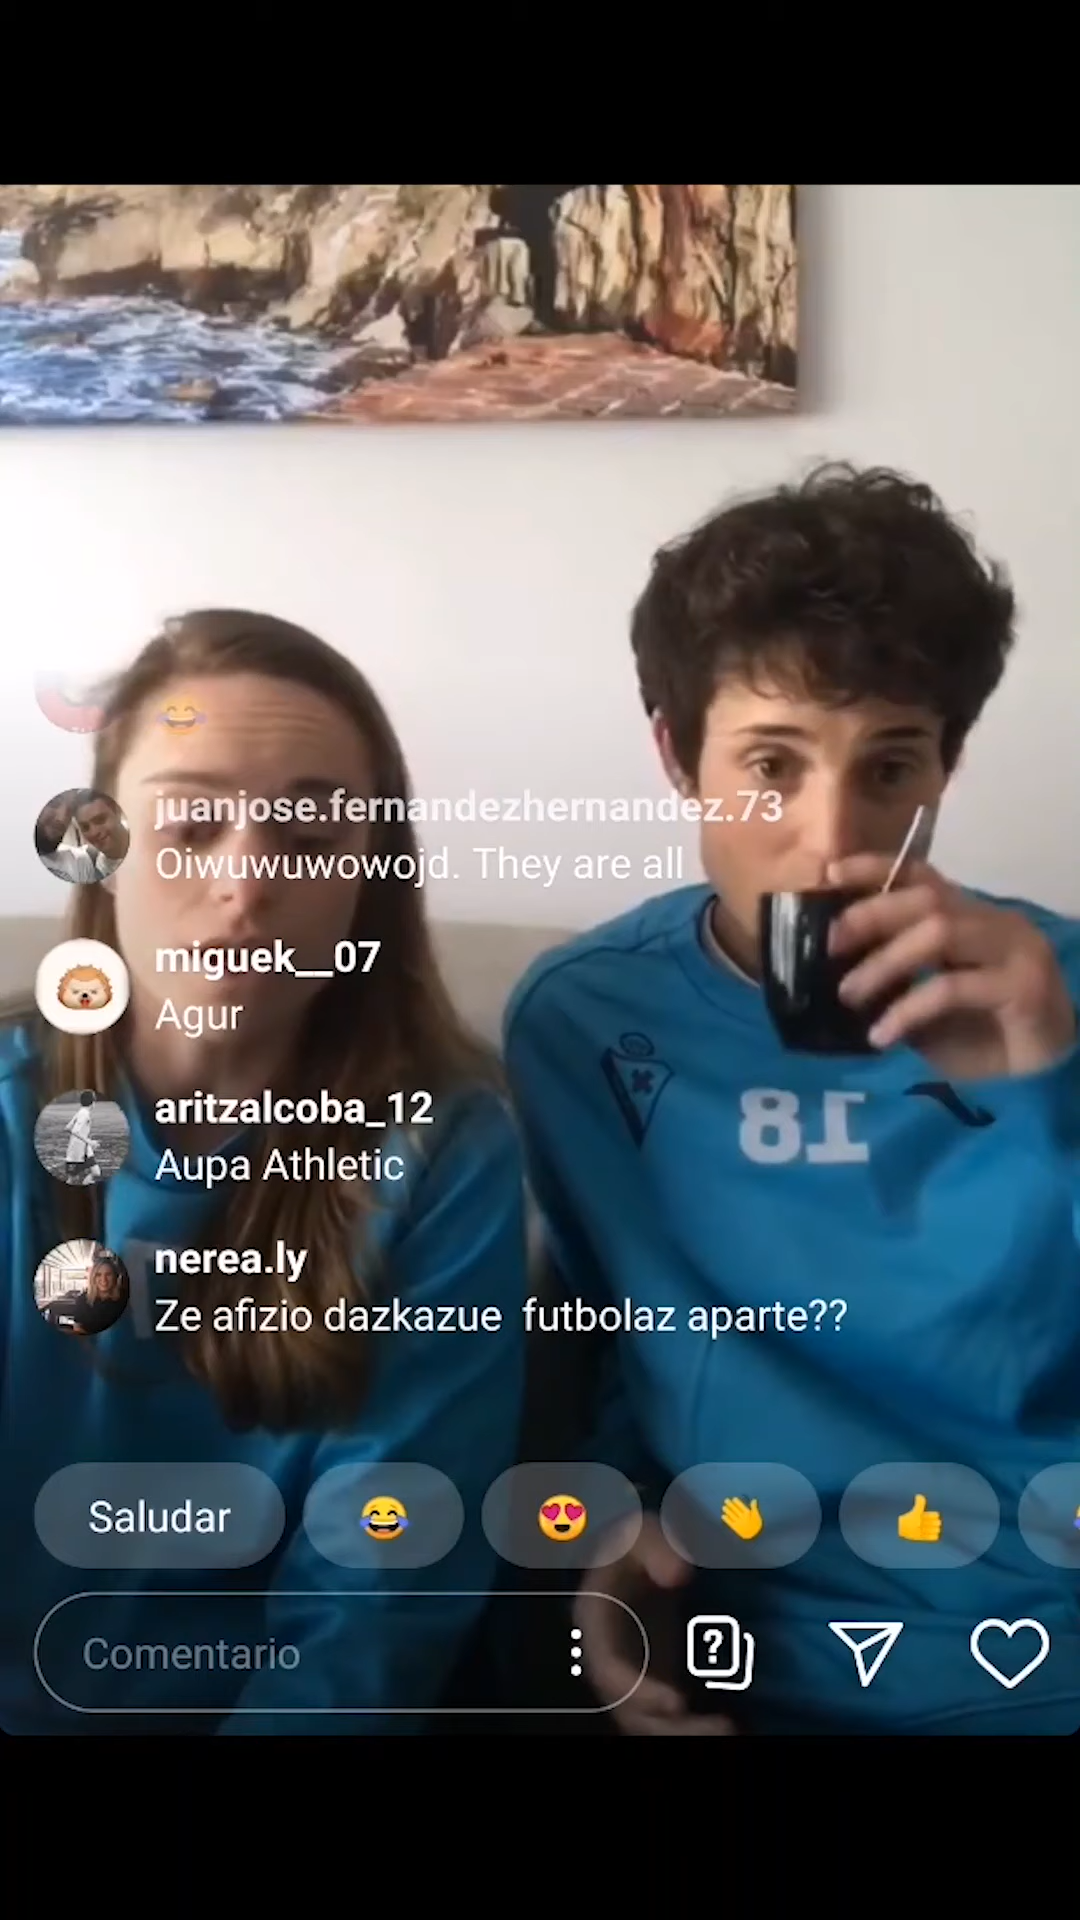 😂
juanjose.fernandezhernandez.73
Oiwuwuwowojd. They are all
miguek__07
Agur
aritzalcoba_12
Aupa Athletic
18
nerea.ly
Ze afizio dazkazue  futbolaz aparte??
Saludar 😂 😍 👋 👍
Comentario
?